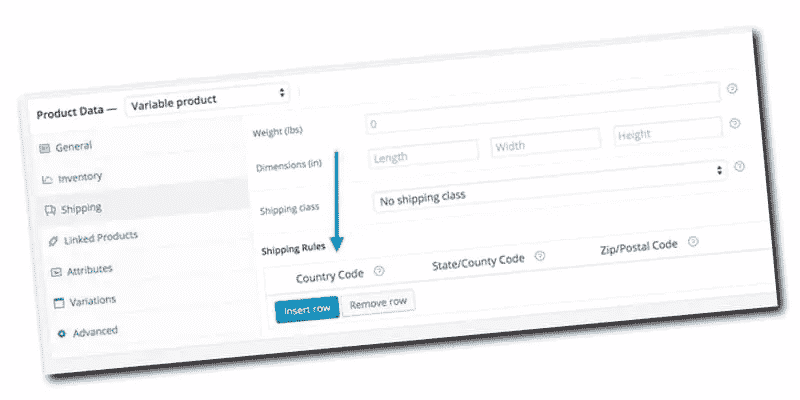 Product Data — Variable product
General
Inventory
Shipping
Linked Products
Attributes
Variations
Advanced
Weight (lbs) 0
Dimensions (in) Length Width Height
Shipping class No shipping class
Shipping Rules
Country Code State/County Code Zip/Postal Code
Insert row Remove row